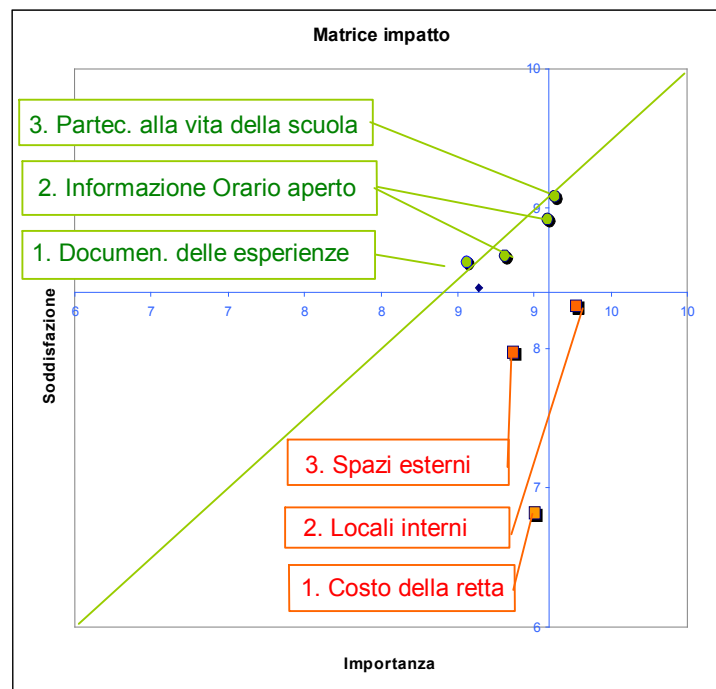 Matrice impatto
10
3. Partec. alla vita della scuola
2. Informazione Orario aperto
9
1. Documen. delle esperienze
6 7 7 8 8 9 9 10 10
Soddisfazione
8
3. Spazi esterni
7
2. Locali interni
1. Costo della retta
6
Importanza